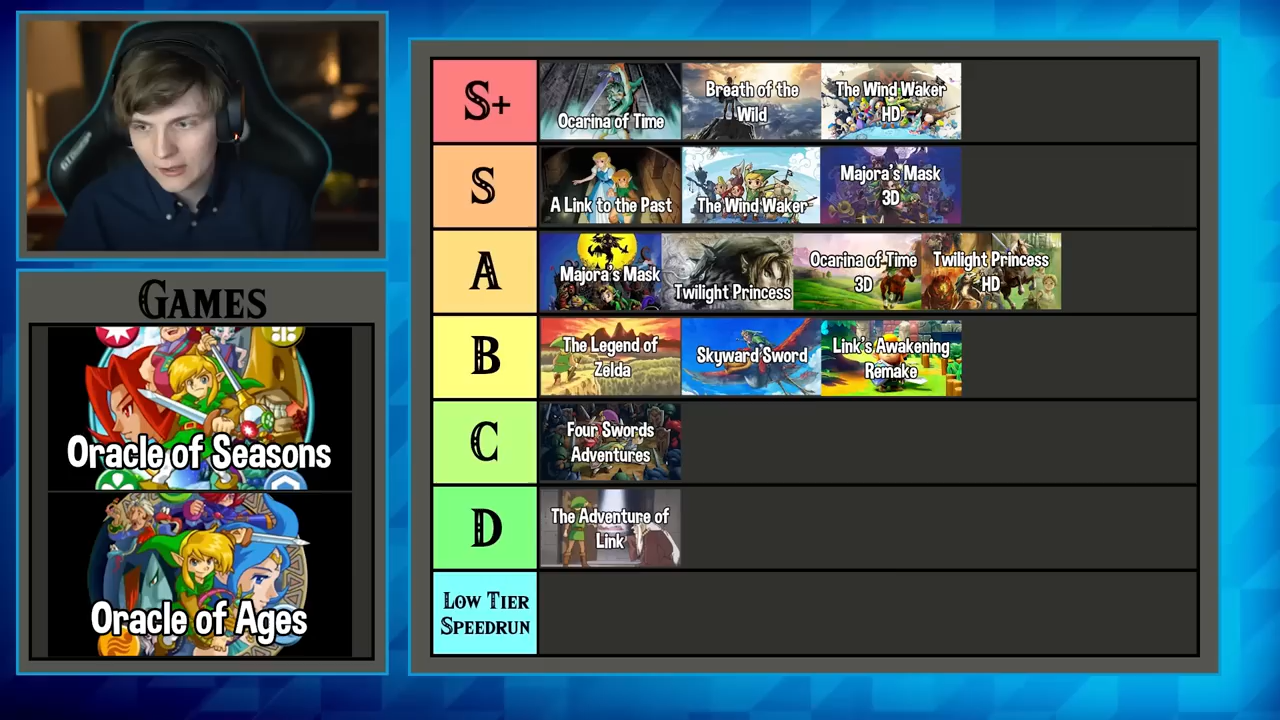 GAMES
Oracle of Seasons
Oracle of Ages
S+
Ocarina of Time
Breath of the
Wild
The Wind Waker
HD
S
A Link to the Past
The Wind Waker
Majora's Mask
3D
A
Majora's Mask
Twilight Princess
Ocarina of Time
3D
Twilight Princess
HD
B
The Legend of
Zelda
Skyward Sword
Link's Awakening
Remake
C
Four Swords
Adventures
D
The Adventure of
Link
LOW TIER
SPEEDRUN